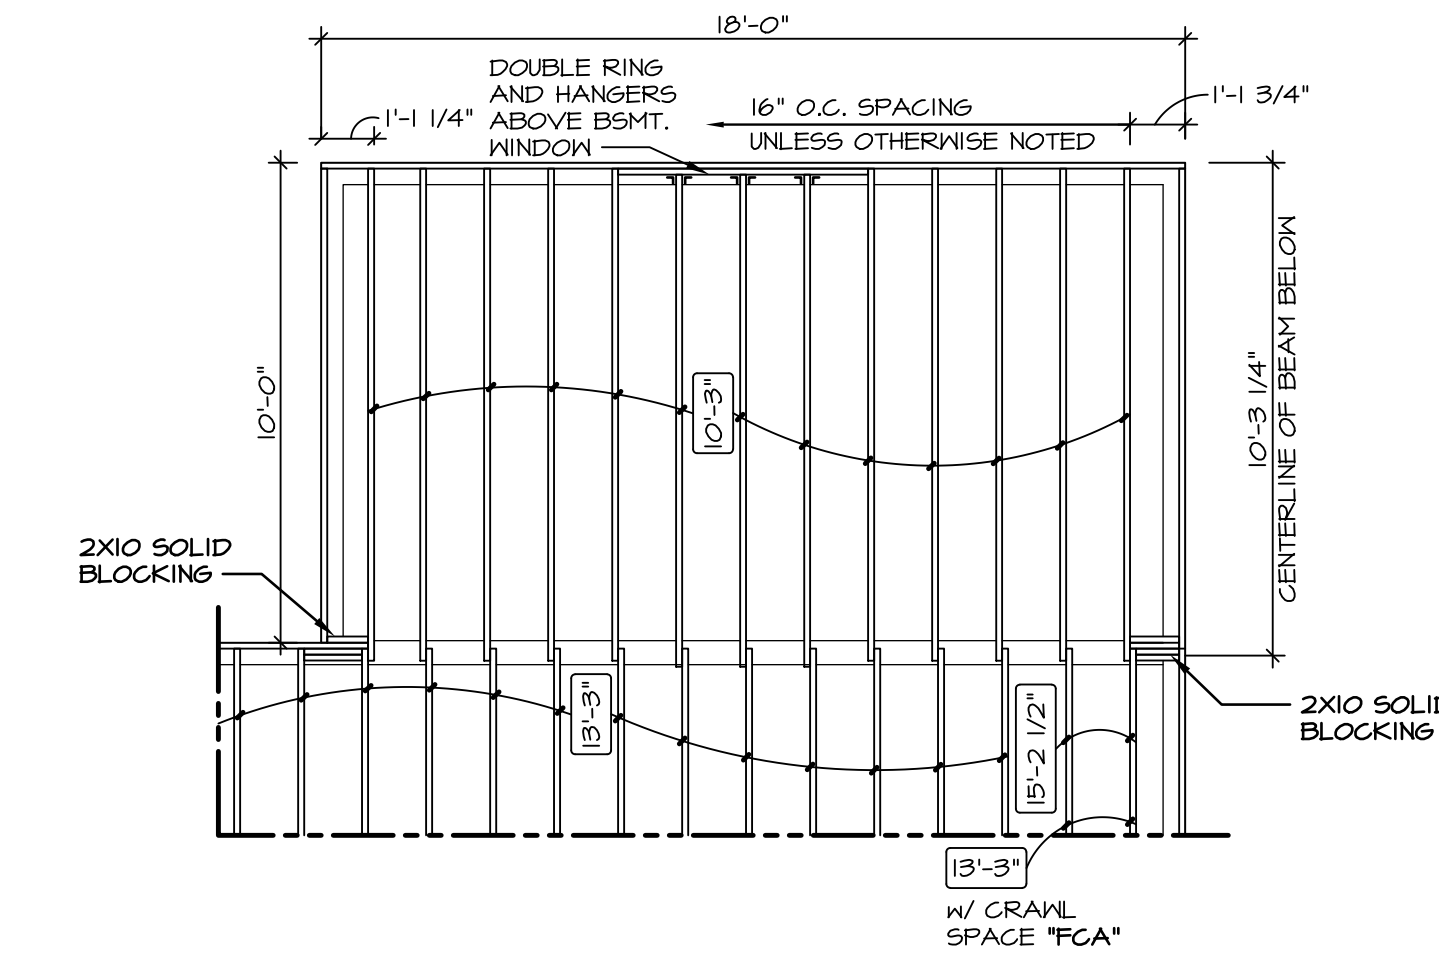 18'-0"
DOUBLE RING
AND HANGERS
ABOVE BSMT.
WINDOW
1'-1 1/4"
16" O.C. SPACING
UNLESS OTHERWISE NOTED
1'-1 3/4"
10'-0"
10'-3"
10'-3 1/4"
CENTERLINE OF BEAM BELOW
2X10 SOLID
BLOCKING
13'-3"
15'-2 1/2"
2X10 SOLI
BLOCKING
13'-3"
w/ CRAWL
SPACE "FCA"